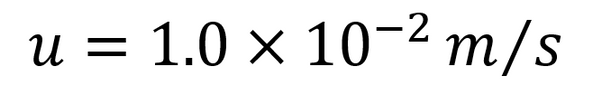 u = 1.0 × 10⁻² m/s